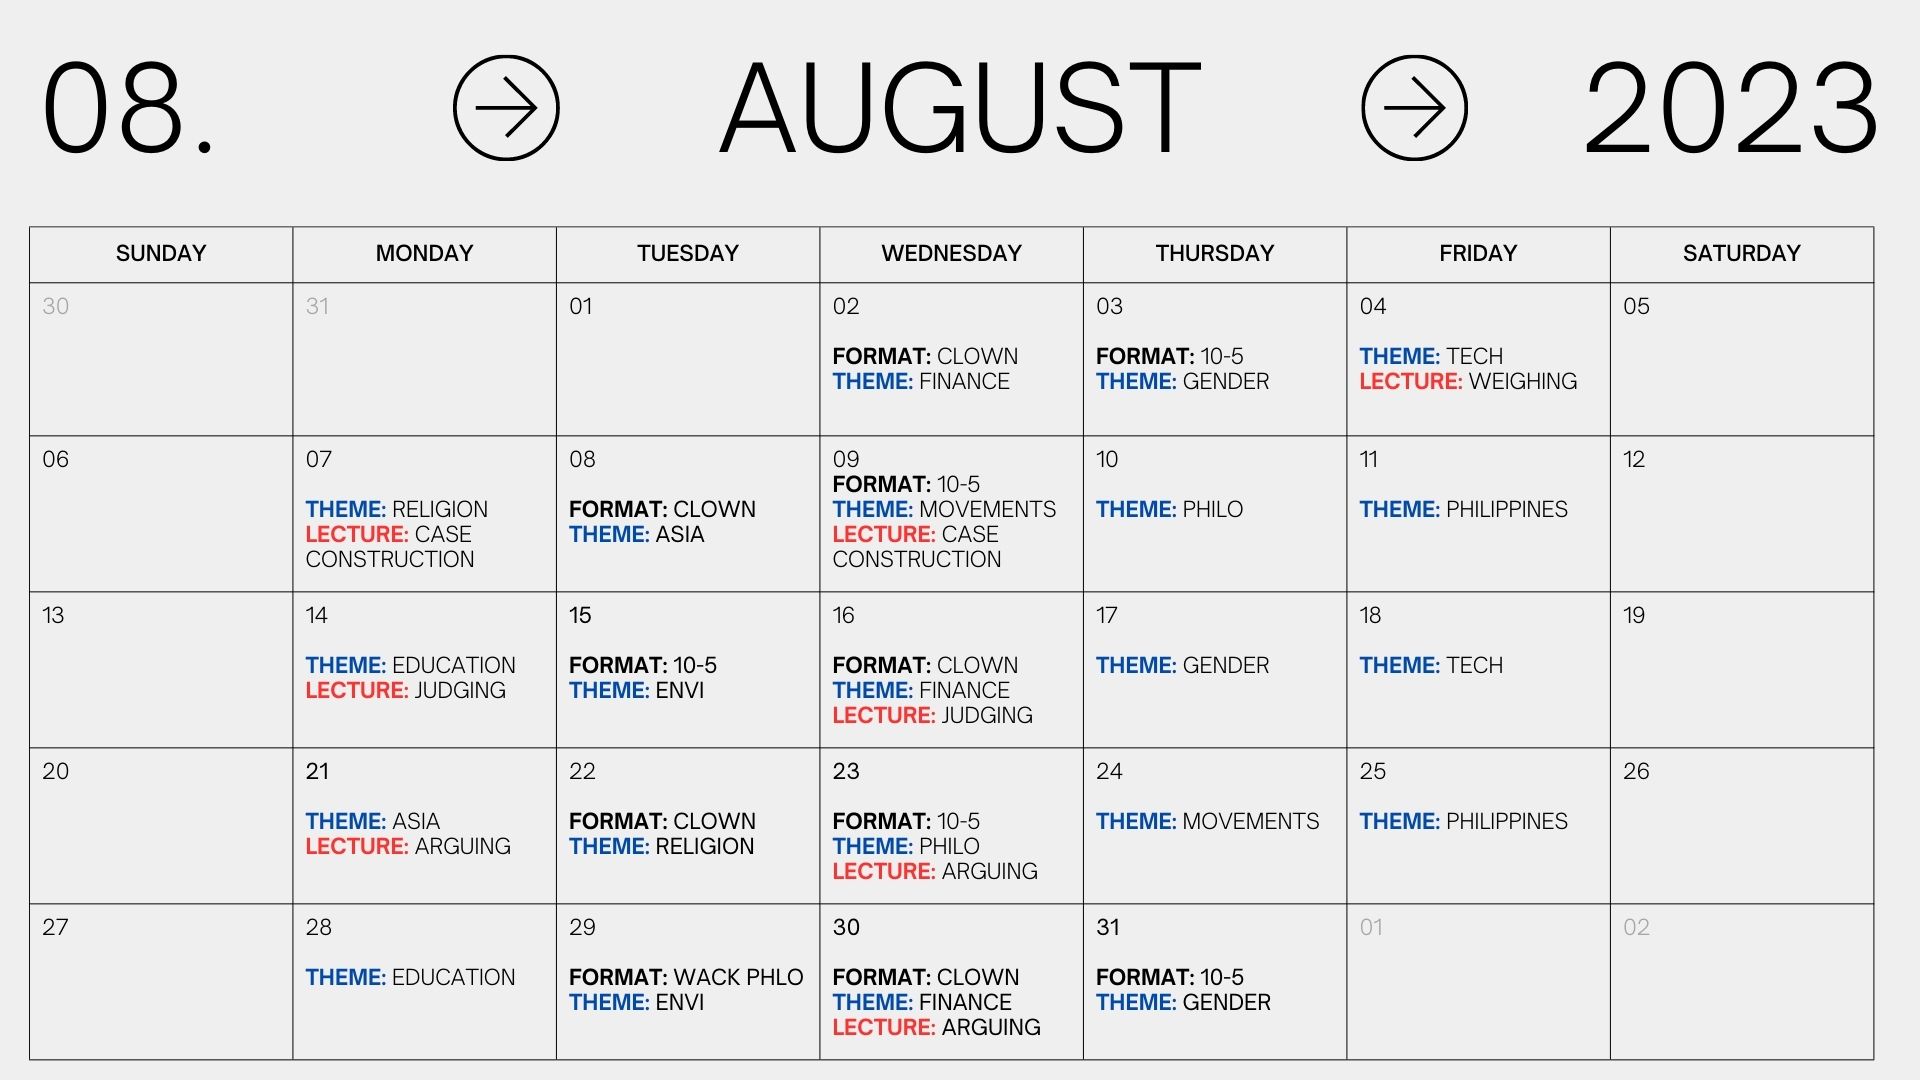 08. AUGUST 2023
SUNDAY MONDAY TUESDAY WEDNESDAY THURSDAY FRIDAY SATURDAY
30
31
01
02
FORMAT: CLOWN
THEME: FINANCE
03
FORMAT: 10-5
THEME: GENDER
04
THEME: TECH
LECTURE: WEIGHING
05
06
07
THEME: RELIGION
LECTURE: CASE
CONSTRUCTION
08
FORMAT: CLOWN
THEME: ASIA
09
FORMAT: 10-5
THEME: MOVEMENTS
LECTURE: CASE
CONSTRUCTION
10
THEME: PHILO
11
THEME: PHILIPPINES
12
13
14
THEME: EDUCATION
LECTURE: JUDGING
15
FORMAT: 10-5
THEME: ENVI
16
FORMAT: CLOWN
THEME: FINANCE
LECTURE: JUDGING
17
THEME: GENDER
18
THEME: TECH
19
20
21
THEME: ASIA
LECTURE: ARGUING
22
FORMAT: CLOWN
THEME: RELIGION
23
FORMAT: 10-5
THEME: PHILO
LECTURE: ARGUING
24
THEME: MOVEMENTS
25
THEME: PHILIPPINES
26
27
28
THEME: EDUCATION
29
FORMAT: WACK PHLO
THEME: ENVI
30
FORMAT: CLOWN
THEME: FINANCE
LECTURE: ARGUING
31
FORMAT: 10-5
THEME: GENDER
01
02